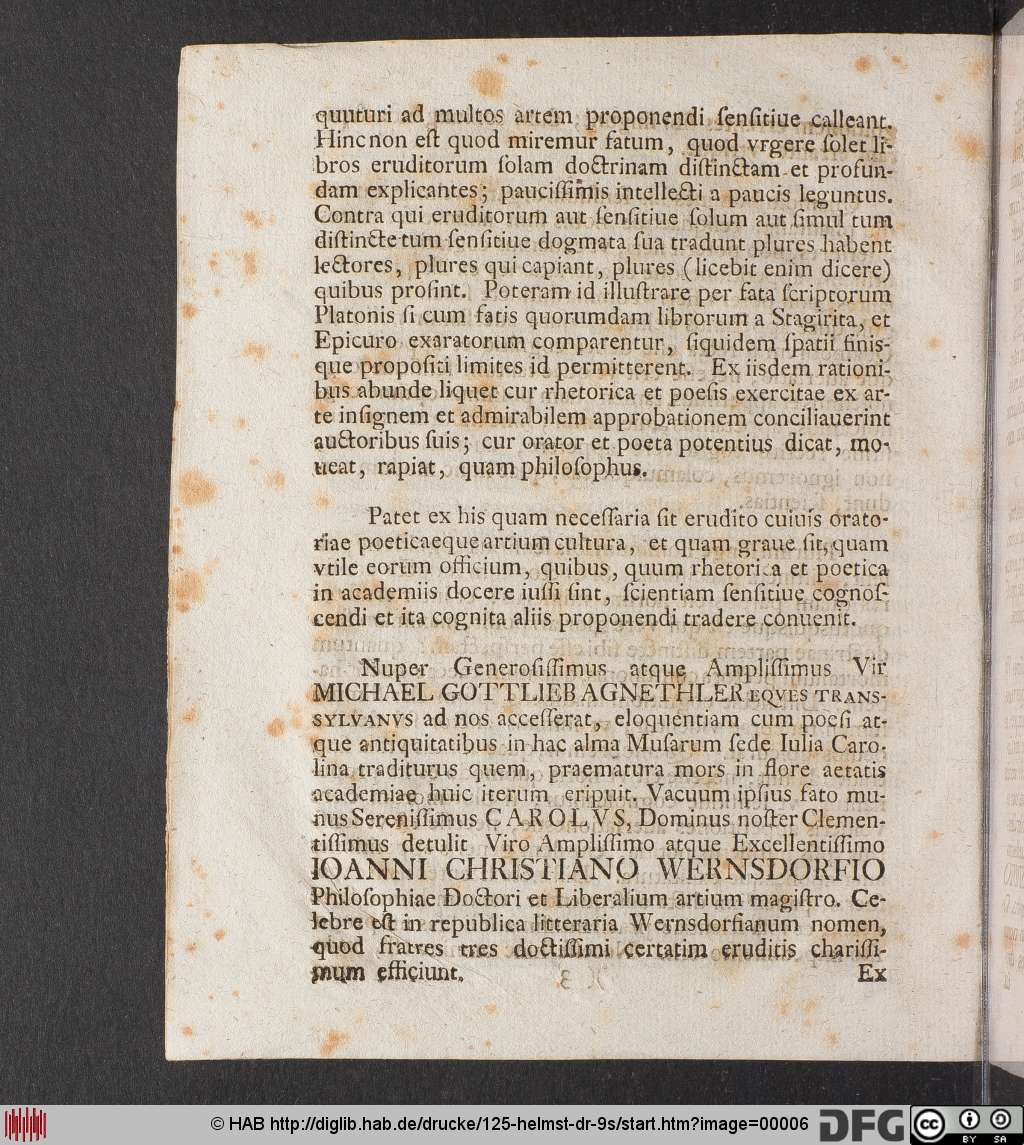 quuturi ad multos artem proponendi ſenſitiue calleant.
Hinc non eſt quod miremur fatum, quod vrgere ſolet li-
bros eruditorum ſolam doctrinam diſtinctam et profun-
dam explicantes; pauciſſimis intellecti a paucis leguntus.
Contra qui eruditorum aut ſenſitiue ſolum aut ſimul tum
diſtincte tum ſenſitiue dogmata ſua tradunt plures habent
lectores, plures qui capiant, plures (licebit enim dicere)
quibus proſint. Poteram id illuſtrare per fata ſcriptorum
Platonis ſi cum fatis quorumdam librorum a Stagirita, et
Epicuro exaratorum comparentur, ſiquidem ſpatii finis-
que propoſiti limites id permitterent. Ex iisdem rationi-
bus abunde liquet cur rhetorica et poeſis exercitae ex ar-
te inſignem et admirabilem approbationem conciliauerint
auctoribus ſuis; cur orator et poeta potentius dicat, mo-
ueat, rapiat, quam philoſophus.
Patet ex his quam neceſſaria ſit erudito cuiuis orato-
riae poeticaeque artium cultura, et quam graue ſit, quam
vtile eorum officium, quibus, quum rhetorica et poetica
in academiis docere iuſſi ſint, ſcientiam ſenſitiue cognoſ-
cendi et ita cognita aliis proponendi tradere conuenit.
Nuper Generoſiſſimus atque Ampliſſimus Vir
MICHAEL GOTTLIEB AGNETHLER EQVES TRANS-
SYLVANVS ad nos acceſſerat, eloquentiam cum poeſi at-
que antiquitatibus in hac alma Muſarum ſede Iulia Caro-
lina traditurus quem, praematura mors in flore aetatis
academiae huic iterum eripuit. Vacuum ipſius fato mu-
nus Sereniſſimus CAROLVS, Dominus noſter Clemen-
tiſſimus detulit Viro Ampliſſimo atque Excellentiſſimo
IOANNI CHRISTIANO WERNSDORFIO
Philoſophiae Doctori et Liberalium artium magiſtro. Ce-
lebre eſt in republica litteraria Wernsdorfianum nomen,
quod fratres tres doctiſſimi certatim eruditis chariſſi-
mum efficiunt.
Ex
© HAB http://diglib.hab.de/drucke/125-helmst-dr-9s/start.htm?image=00006
DFG
cc BY SA